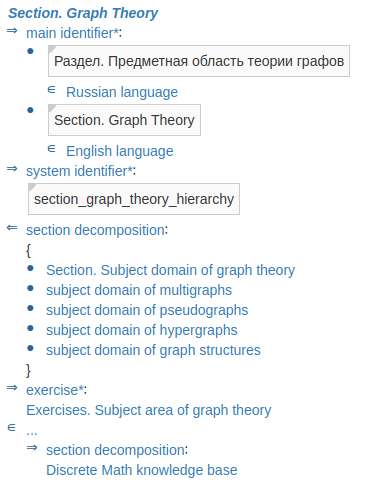 Section. Graph Theory
⇒ main identifier*:
● Раздел. Предметная область теории графов
∈ Russian language
● Section. Graph Theory
∈ English language
⇒ system identifier*:
section_graph_theory_hierarchy
⇐ section decomposition:
{
● Section. Subject domain of graph theory
● subject domain of multigraphs
● subject domain of pseudographs
● subject domain of hypergraphs
● subject domain of graph structures
}
⇒ exercise*:
Exercises. Subject area of graph theory
∈ ...
⇒ section decomposition:
Discrete Math knowledge base